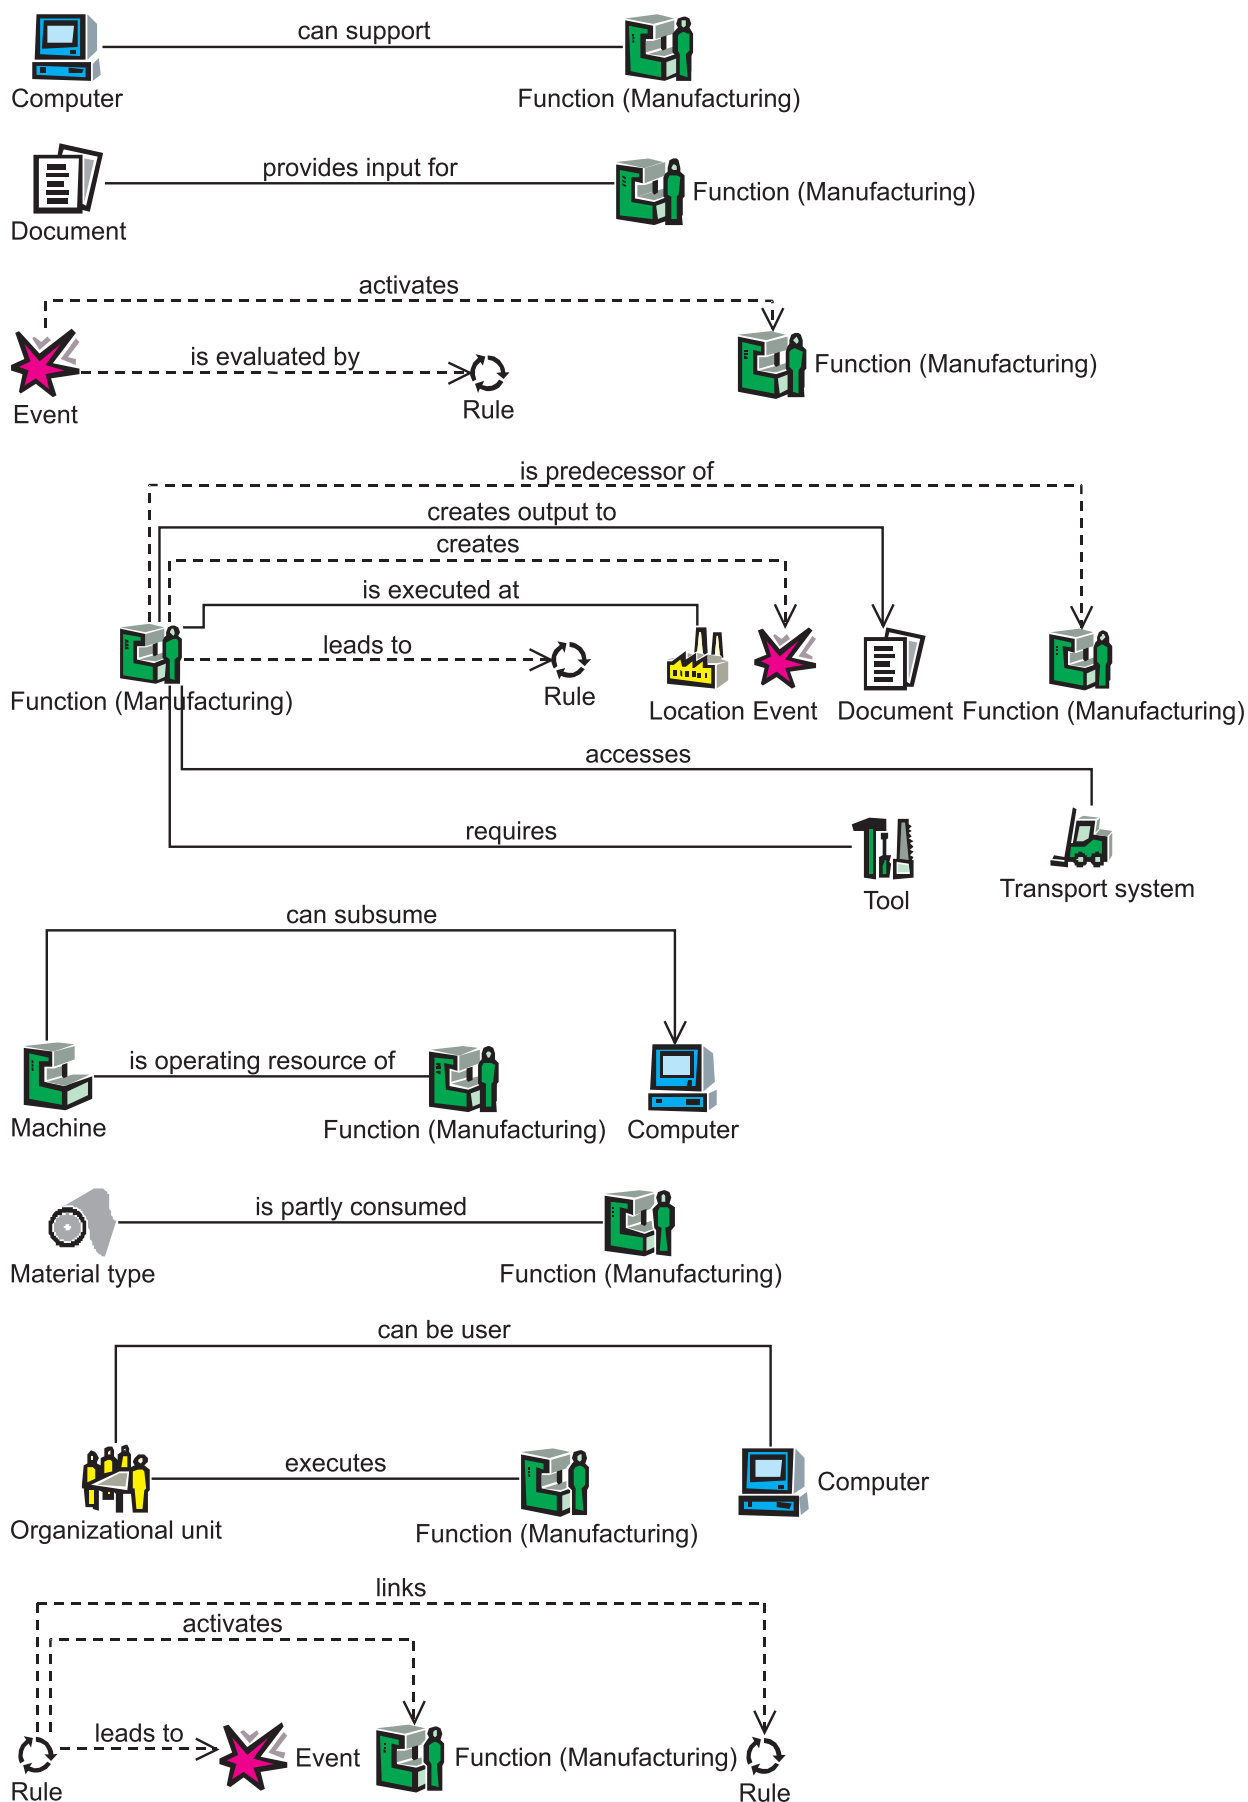 can support
Computer
Function (Manufacturing)
provides input for
Function (Manufacturing)
Document
activates
is evaluated by
Function (Manufacturing)
Event
Rule
is predecessor of
creates output to
creates
is executed at
leads to
Function (Manufacturing)
Rule
Location
Event
Document
Function (Manufacturing)
accesses
requires
Tool
Transport system
can subsume
is operating resource of
Machine
Function (Manufacturing)
Computer
is partly consumed
Material type
Function (Manufacturing)
can be user
executes
Computer
Organizational unit
Function (Manufacturing)
links
activates
leads to
Event
Function (Manufacturing)
Rule
Rule